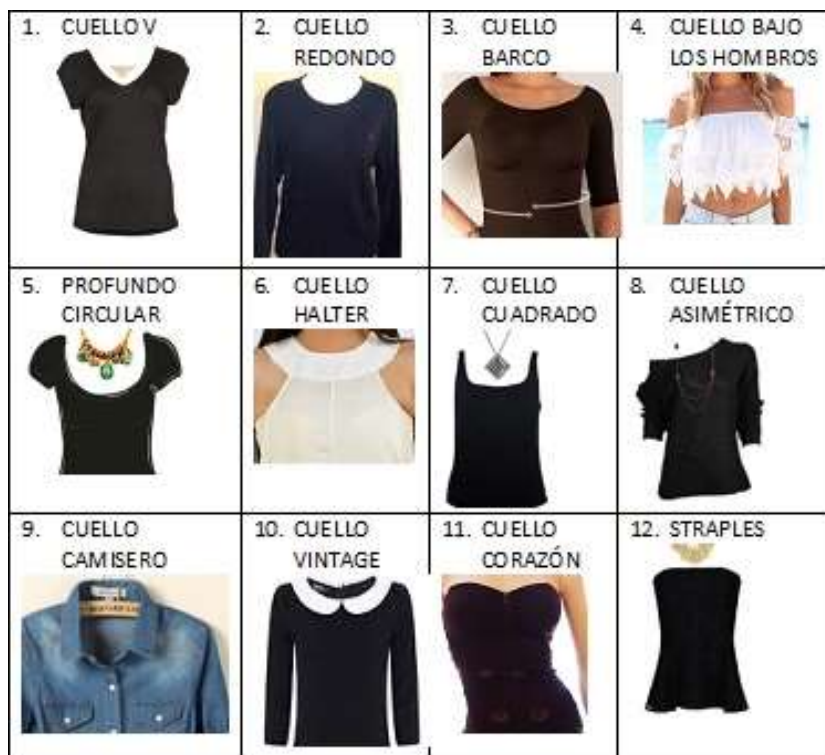 1. CUELLO V
2. CUELLO
REDONDO
3. CUELLO
BARCO
4. CUELLO BAJO
LOS HOMBROS
5. PROFUNDO
CIRCULAR
6. CUELLO
HALTER
7. CUELLO
CUADRADO
8. CUELLO
ASIMÉTRICO
9. CUELLO
CAMISERO
10. CUELLO
VINTAGE
11. CUELLO
CORAZÓN
12. STRAPLES